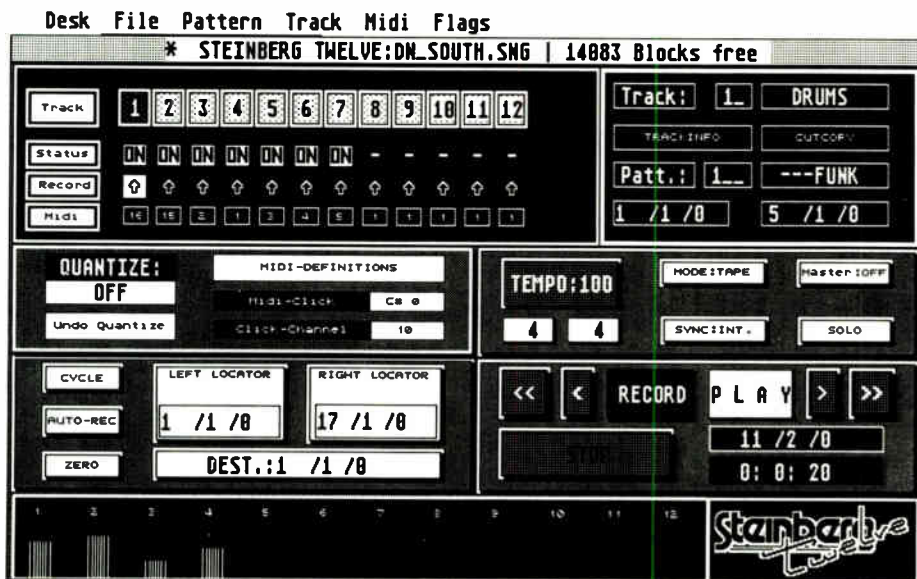 Desk File Pattern Track Midi Flags
* STEINBERG TWELVE:DN_SOUTH.SNG | 14083 Blocks free
Track 1 2 3 4 5 6 7 8 9 10 11 12
Status ON ON ON ON ON ON ON - - - - -
Record
Midi 16 15 2 1 3 4 5 1 1 1 1 1
Track: 1_ DRUMS
TRACKINFO CUTCOPY
Patt.: 1__ ---FUNK
1 /1 /0 5 /1 /0
QUANTIZE:
OFF
Undo Quantize
MIDI-DEFINITIONS
Midi-Click C# 0
Click-Channel 10
TEMPO:100
4 4
MODE:TAPE Master:OFF
SYNC:INT. SOLO
CYCLE
AUTO-REC
ZERO
LEFT LOCATOR RIGHT LOCATOR
1 /1 /0 17 /1 /0
DEST.:1 /1 /0
<< < RECORD PLAY > >>
STOP
11 /2 /0
0: 0: 20
1 2 3 4 5 6 7 8 9 10 11 12
Steinberg
Twelve